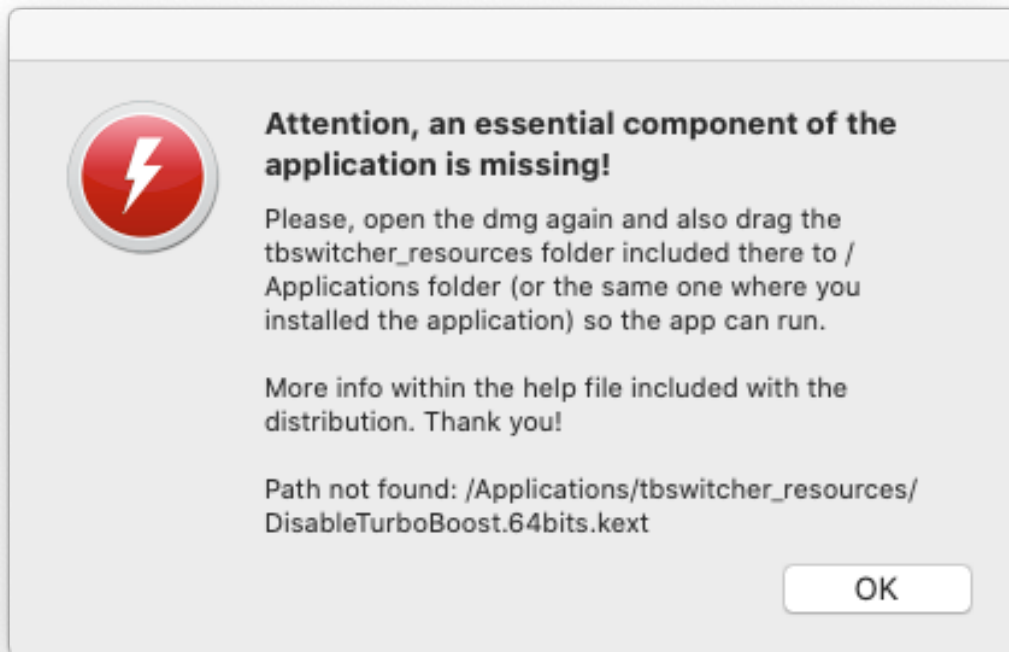 Attention, an essential component of the
application is missing!
Please, open the dmg again and also drag the
tbswitcher_resources folder included there to /
Applications folder (or the same one where you
installed the application) so the app can run.
More info within the help file included with the
distribution. Thank you!
Path not found: /Applications/tbswitcher_resources/
DisableTurboBoost.64bits.kext
OK